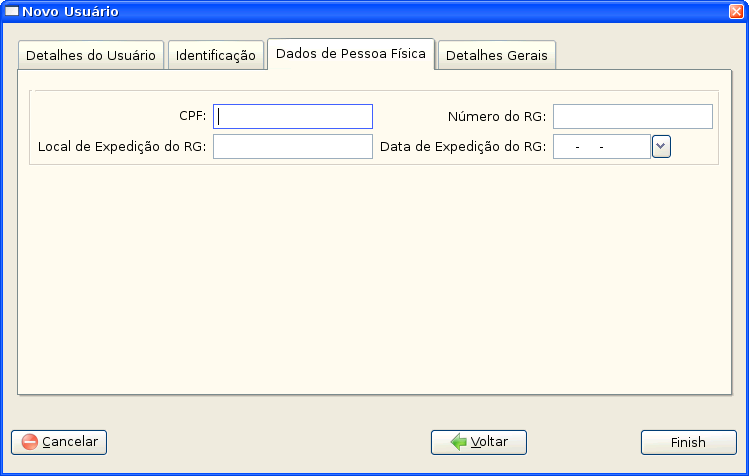 Novo Usuário
Detalhes do Usuário Identificação Dados de Pessoa Física Detalhes Gerais
CPF: Número do RG:
Local de Expedição do RG: Data de Expedição do RG: - -
Cancelar Voltar Finish